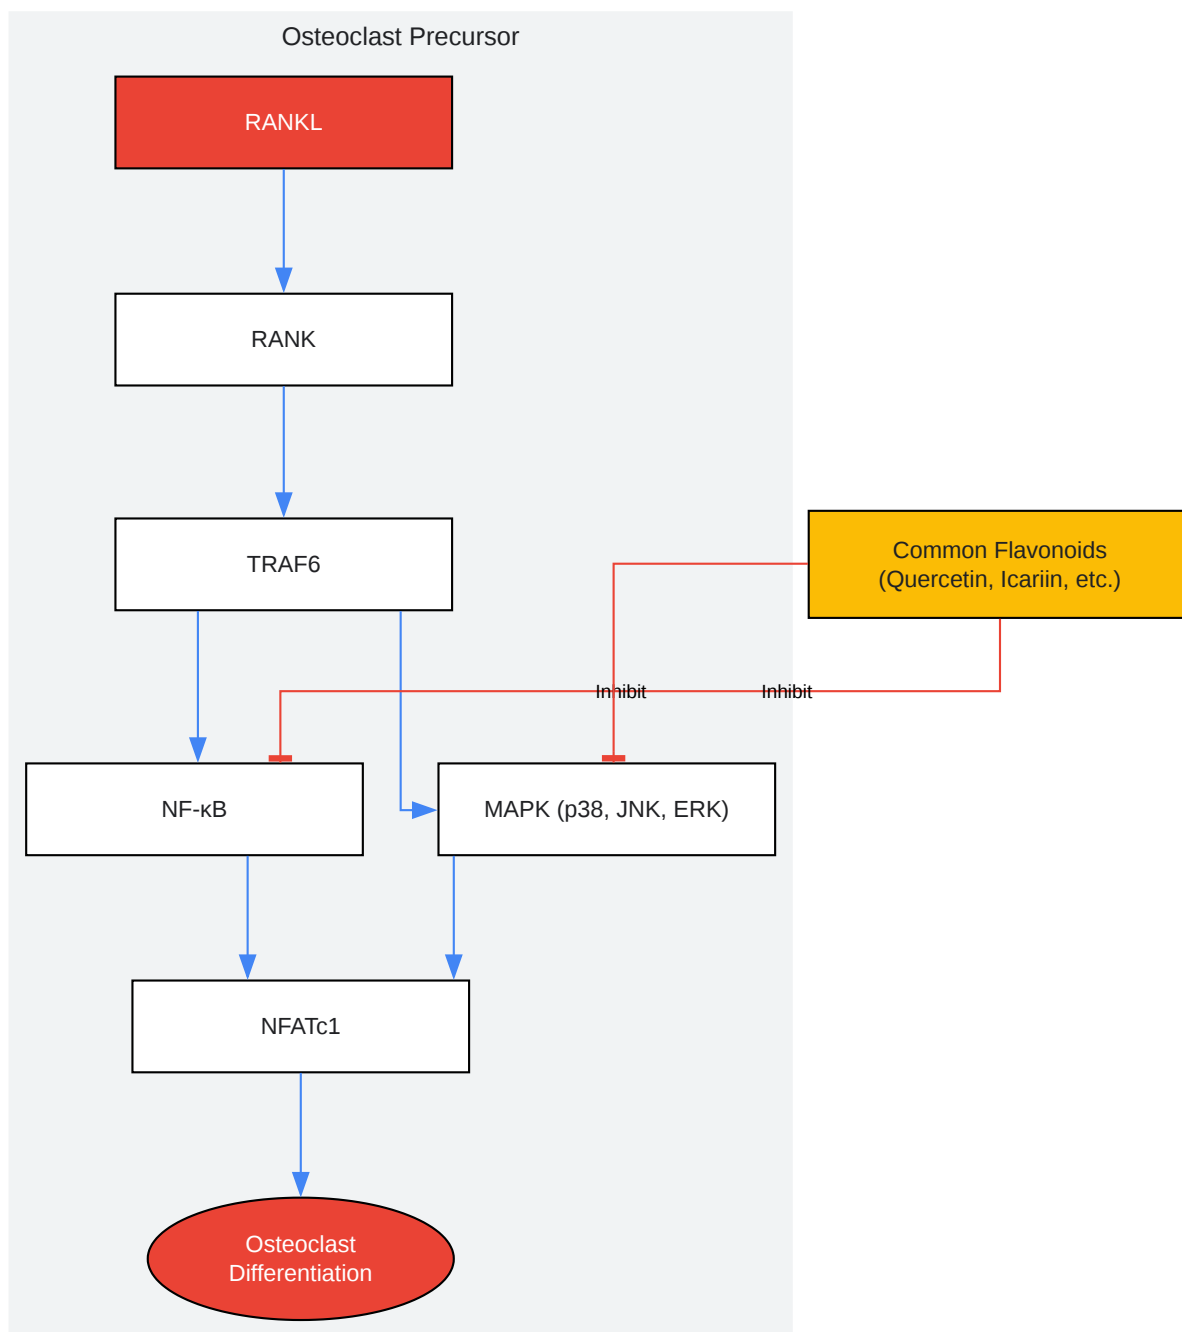 Osteoclast Precursor
RANKL
RANK
TRAF6
Common Flavonoids
(Quercetin, Icariin, etc.)
Inhibit
Inhibit
NF-κB
MAPK (p38, JNK, ERK)
NFATc1
Osteoclast
Differentiation